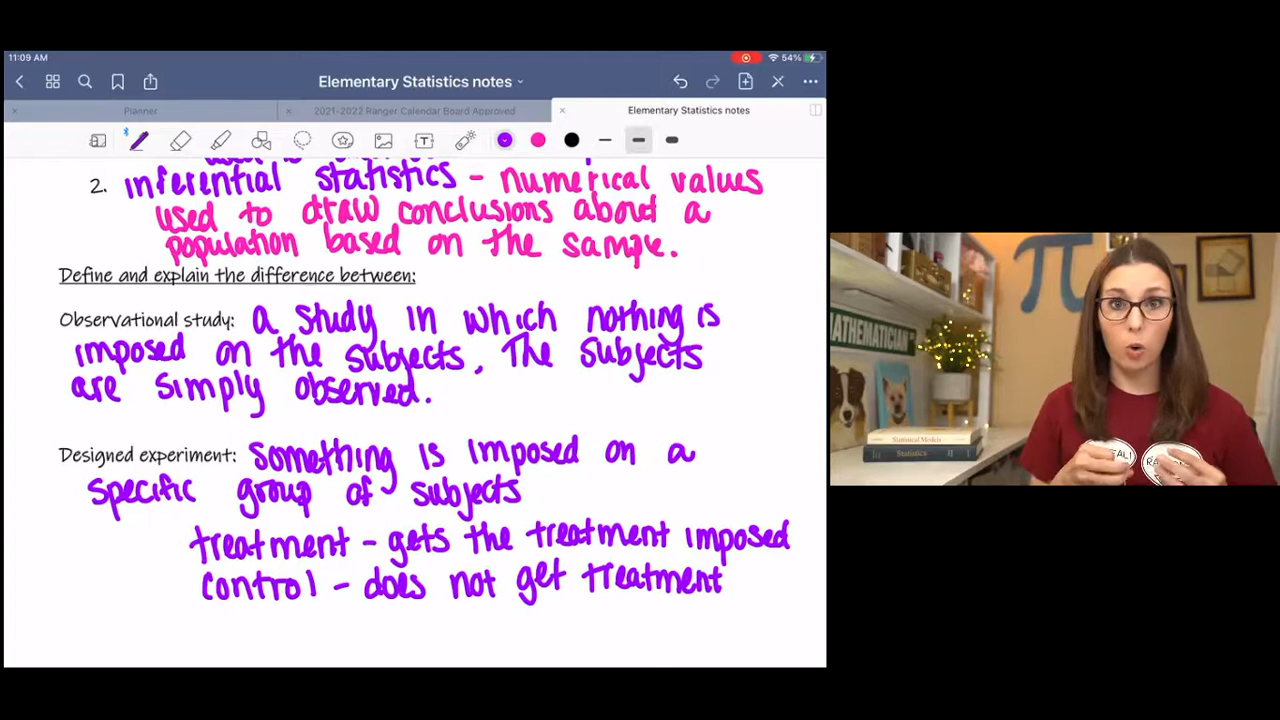 11:09 AM
54%
Elementary Statistics notes
Planner
2021-2022 Ranger Calendar Board Approved
Elementary Statistics notes
2. inferential statistics - numerical values
used to draw conclusions about a
population based on the sample.
Define and explain the difference between:
Observational study: a study in which nothing is
imposed on the subjects. The subjects
are simply observed.
Designed experiment: Something is imposed on a
specific group of subjects
treatment - gets the treatment imposed
control - does not get treatment
MATHEMATICIAN
Statistical Models
Statistics